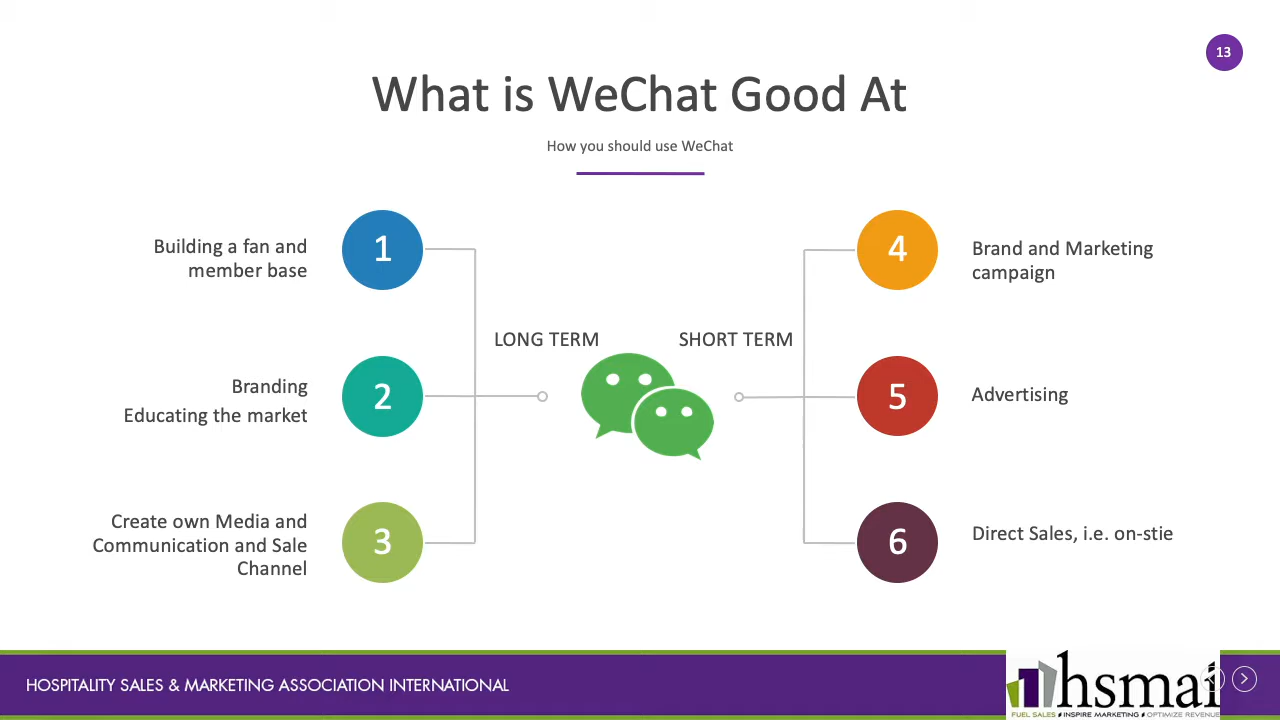 13
What is WeChat Good At
How you should use WeChat
Building a fan and
member base
1
Branding
Educating the market
2
Create own Media and
Communication and Sale
Channel
3
LONG TERM
SHORT TERM
4
Brand and Marketing
campaign
5
Advertising
6
Direct Sales, i.e. on-stie
HOSPITALITY SALES & MARKETING ASSOCIATION INTERNATIONAL
hsmai
FUEL SALES INSPIRE MARKETING OPTIMIZE REVENUE